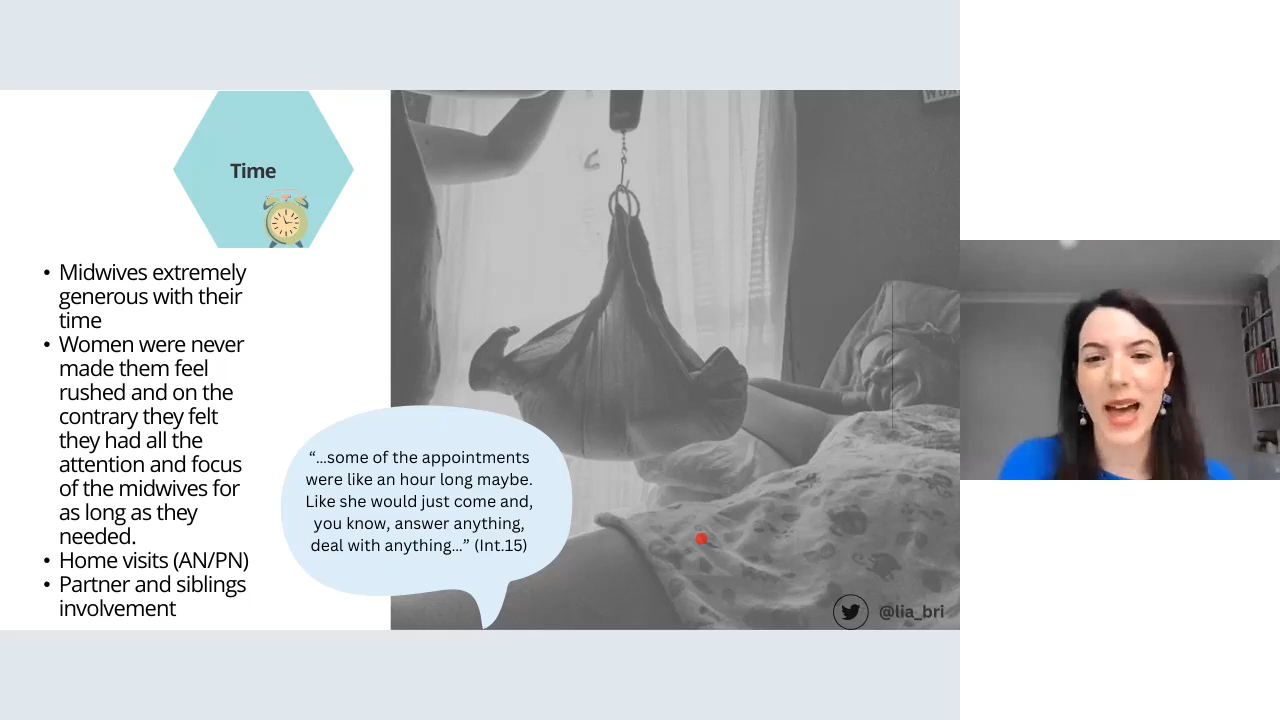 Time
• Midwives extremely
generous with their
time
• Women were never
made them feel
rushed and on the
contrary they felt
they had all the
attention and focus
of the midwives for
as long as they
needed.
• Home visits (AN/PN)
• Partner and siblings
involvement
“...some of the appointments
were like an hour long maybe.
Like she would just come and,
you know, answer anything,
deal with anything...” (Int.15)
@lia_bri